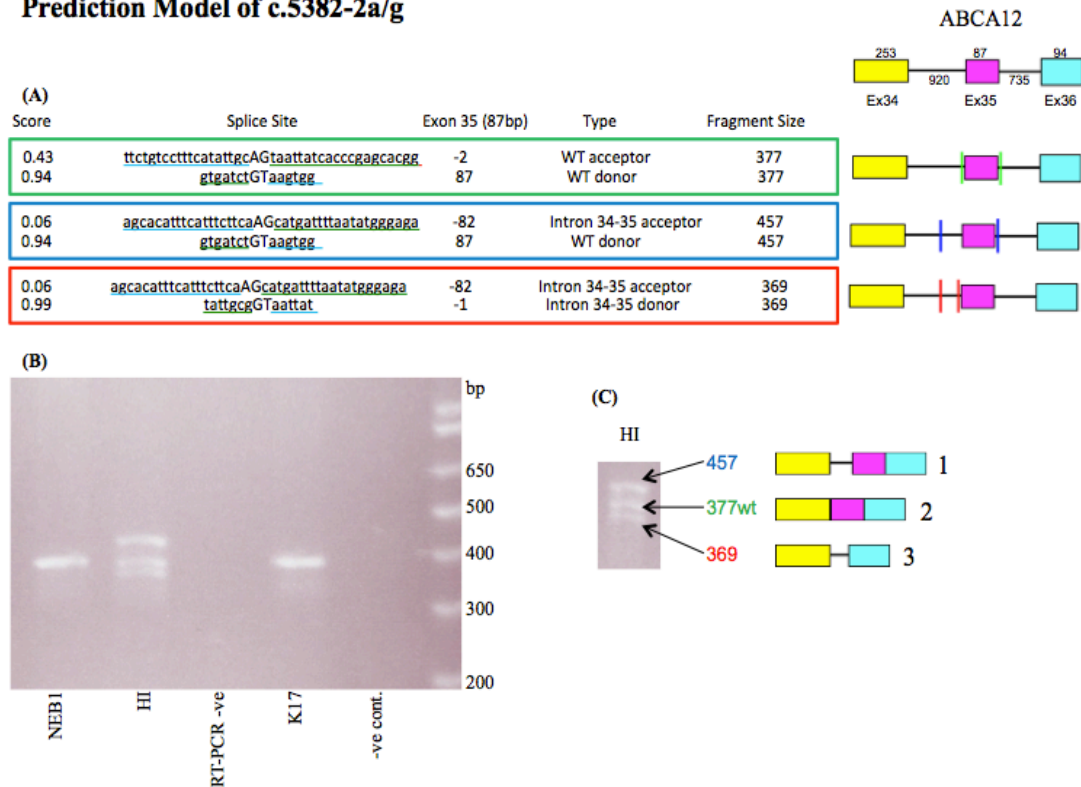 Prediction Model of c.5382-2a/g
ABCA12
253 87 94
920 735
Ex34 Ex35 Ex36
(A)
Score Splice Site Exon 35 (87bp) Type Fragment Size
0.43 ttctgtcctttcatattgcAGtaattatcacccgagcacgg -2 WT acceptor 377
0.94 gtgatctGTaagtgg 87 WT donor 377
0.06 agcacatttcatttcttcaAGcatgattttaatatgggaga -82 Intron 34-35 acceptor 457
0.94 gtgatctGTaagtgg 87 WT donor 457
0.06 agcacatttcatttcttcaAGcatgattttaatatgggaga -82 Intron 34-35 acceptor 369
0.99 tattgcgGTaattat -1 Intron 34-35 donor 369
(B)
bp
650
500
400
300
200
NEB1
HI
RT-PCR -ve
K17
-ve cont.
(C)
HI
457 1
377wt 2
369 3